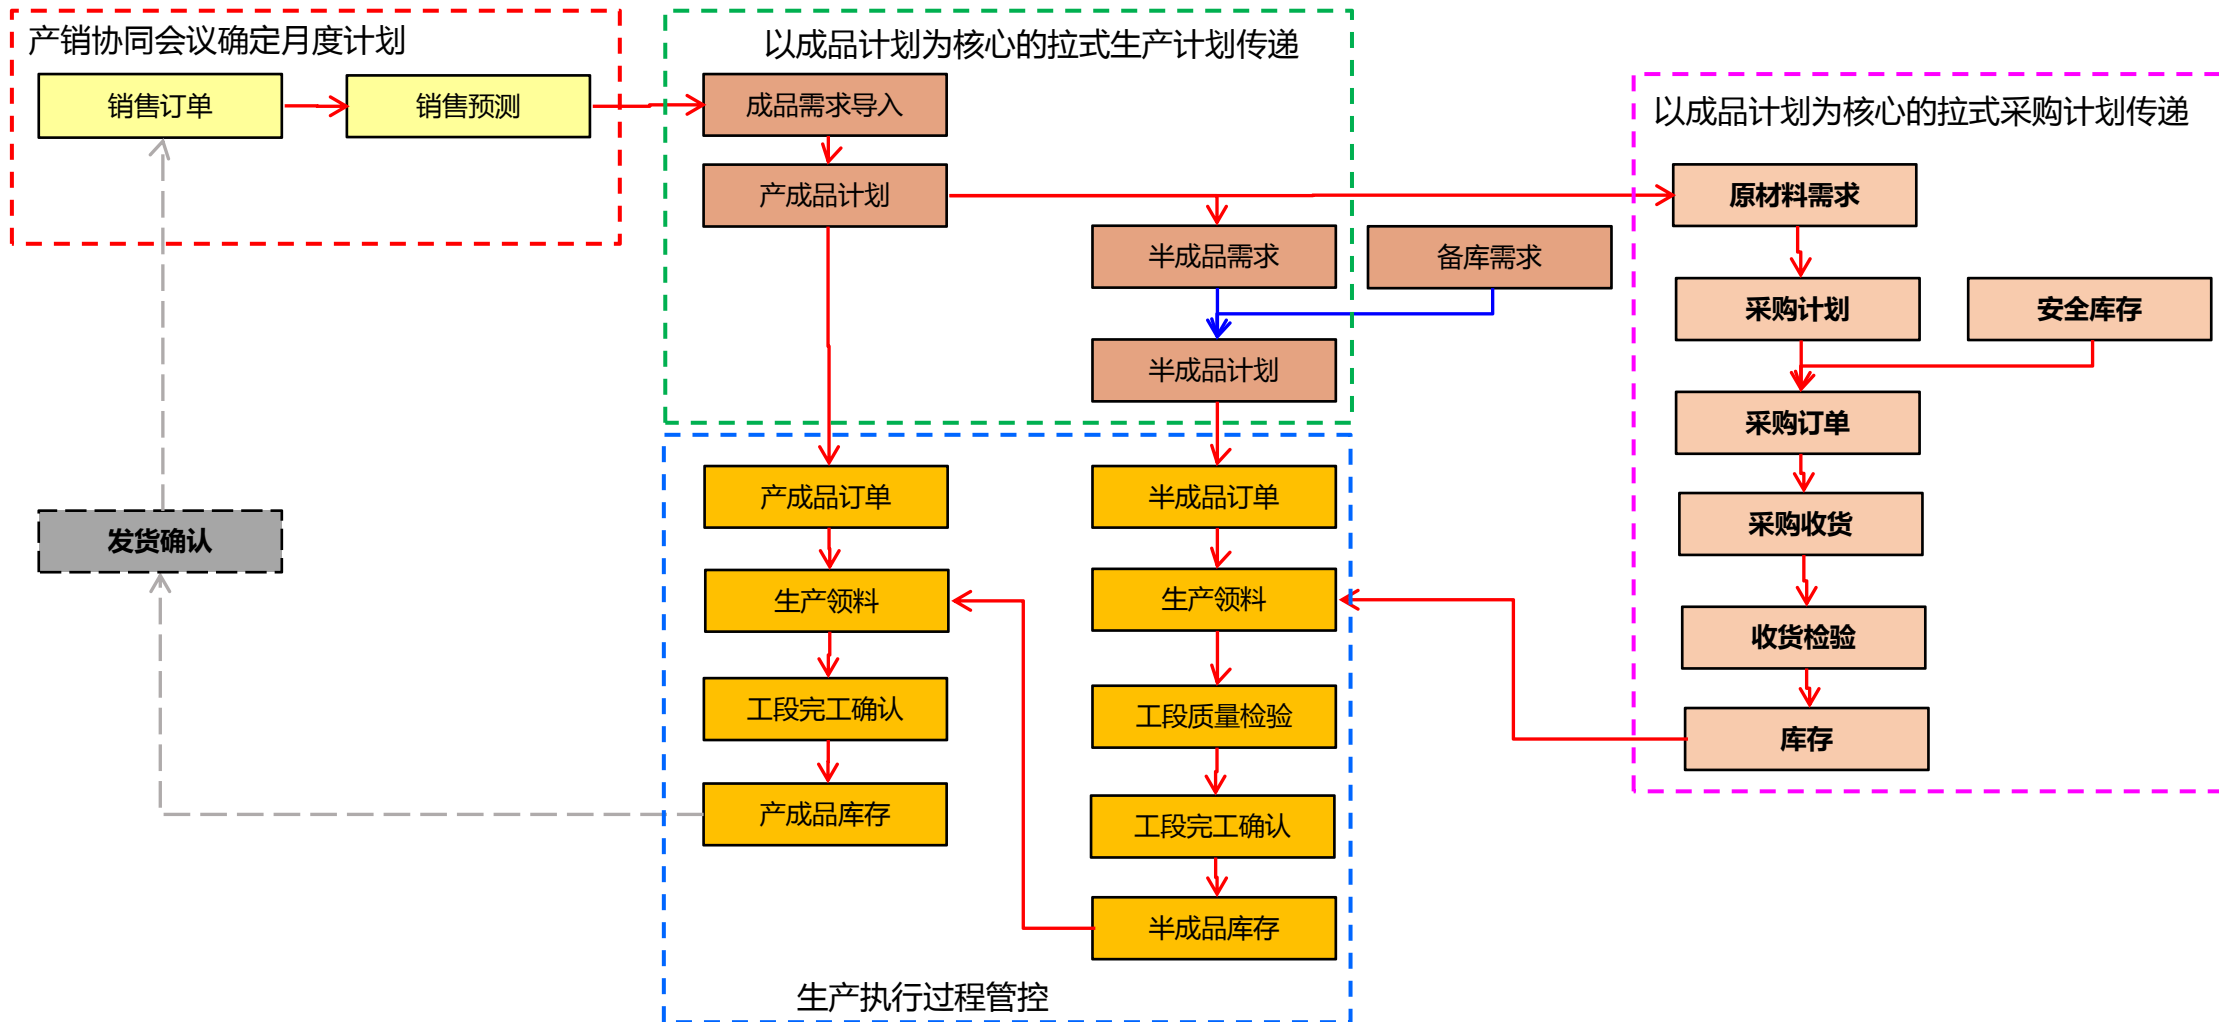 产销协同会议确定月度计划
销售订单
销售预测
以成品计划为核心的拉式生产计划传递
成品需求导入
产成品计划
半成品需求
备库需求
半成品计划
以成品计划为核心的拉式采购计划传递
原材料需求
采购计划
安全库存
采购订单
采购收货
收货检验
库存
产成品订单
半成品订单
生产领料
生产领料
工段完工确认
工段质量检验
产成品库存
工段完工确认
半成品库存
生产执行过程管控
发货确认